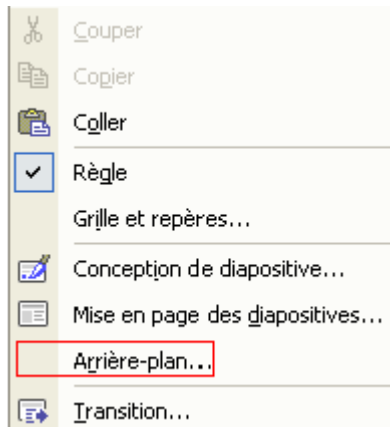 Couper
Copier
Coller
Règle
Grille et repères...
Conception de diapositive...
Mise en page des diapositives...
Arrière-plan...
Transition...